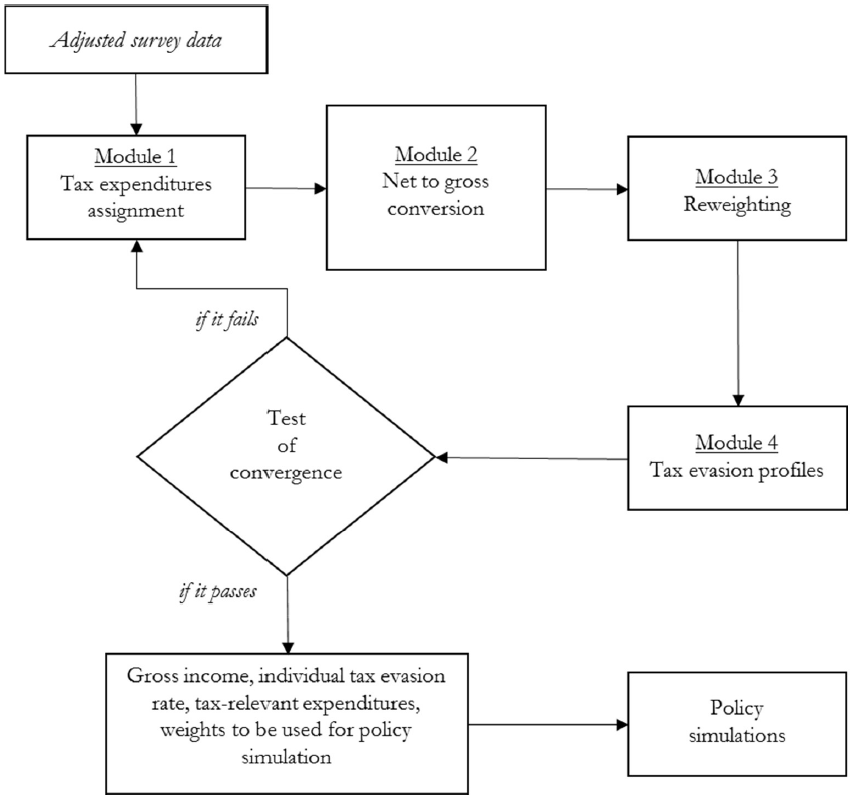 Adjusted survey data
Module 1
Tax expenditures
assignment
Module 2
Net to gross
conversion
Module 3
Reweighting
if it fails
Test
of
convergence
Module 4
Tax evasion profiles
if it passes
Gross income, individual tax evasion
rate, tax-relevant expenditures,
weights to be used for policy
simulation
Policy
simulations